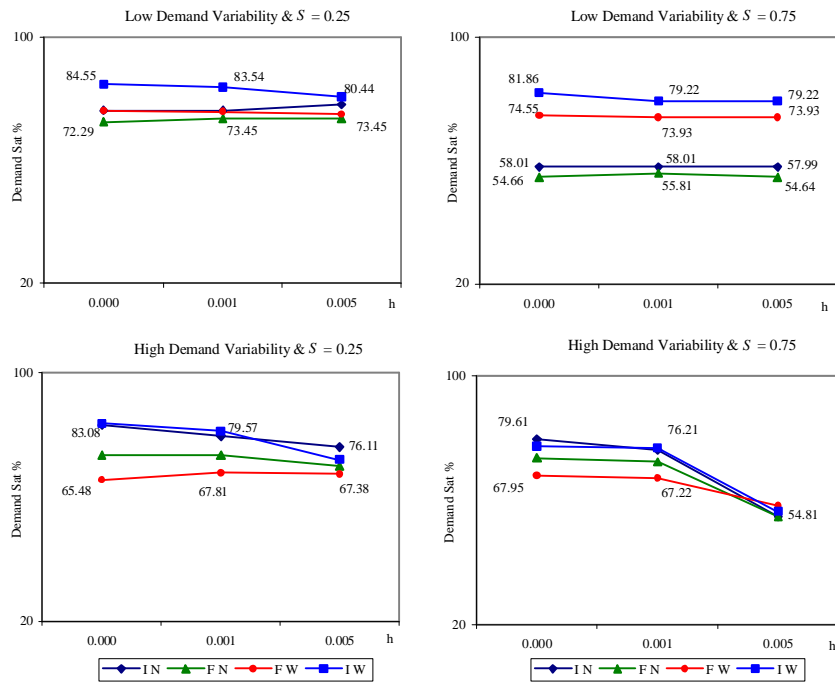 Low Demand Variability & S = 0.25
100
84.55
83.54
80.44
72.29
73.45
73.45
Demand Sat %
20
0.000 0.001 0.005 h
Low Demand Variability & S = 0.75
100
81.86
79.22
79.22
74.55
73.93
73.93
58.01
58.01
57.99
54.66
55.81
54.64
Demand Sat %
20
0.000 0.001 0.005 h
High Demand Variability & S = 0.25
100
83.08
79.57
76.11
65.48
67.81
67.38
Demand Sat %
20
0.000 0.001 0.005 h
I N F N F W I W
High Demand Variability & S = 0.75
100
79.61
76.21
67.95
67.22
54.81
Demand Sat %
20
0.000 0.001 0.005 h
I N F N F W I W